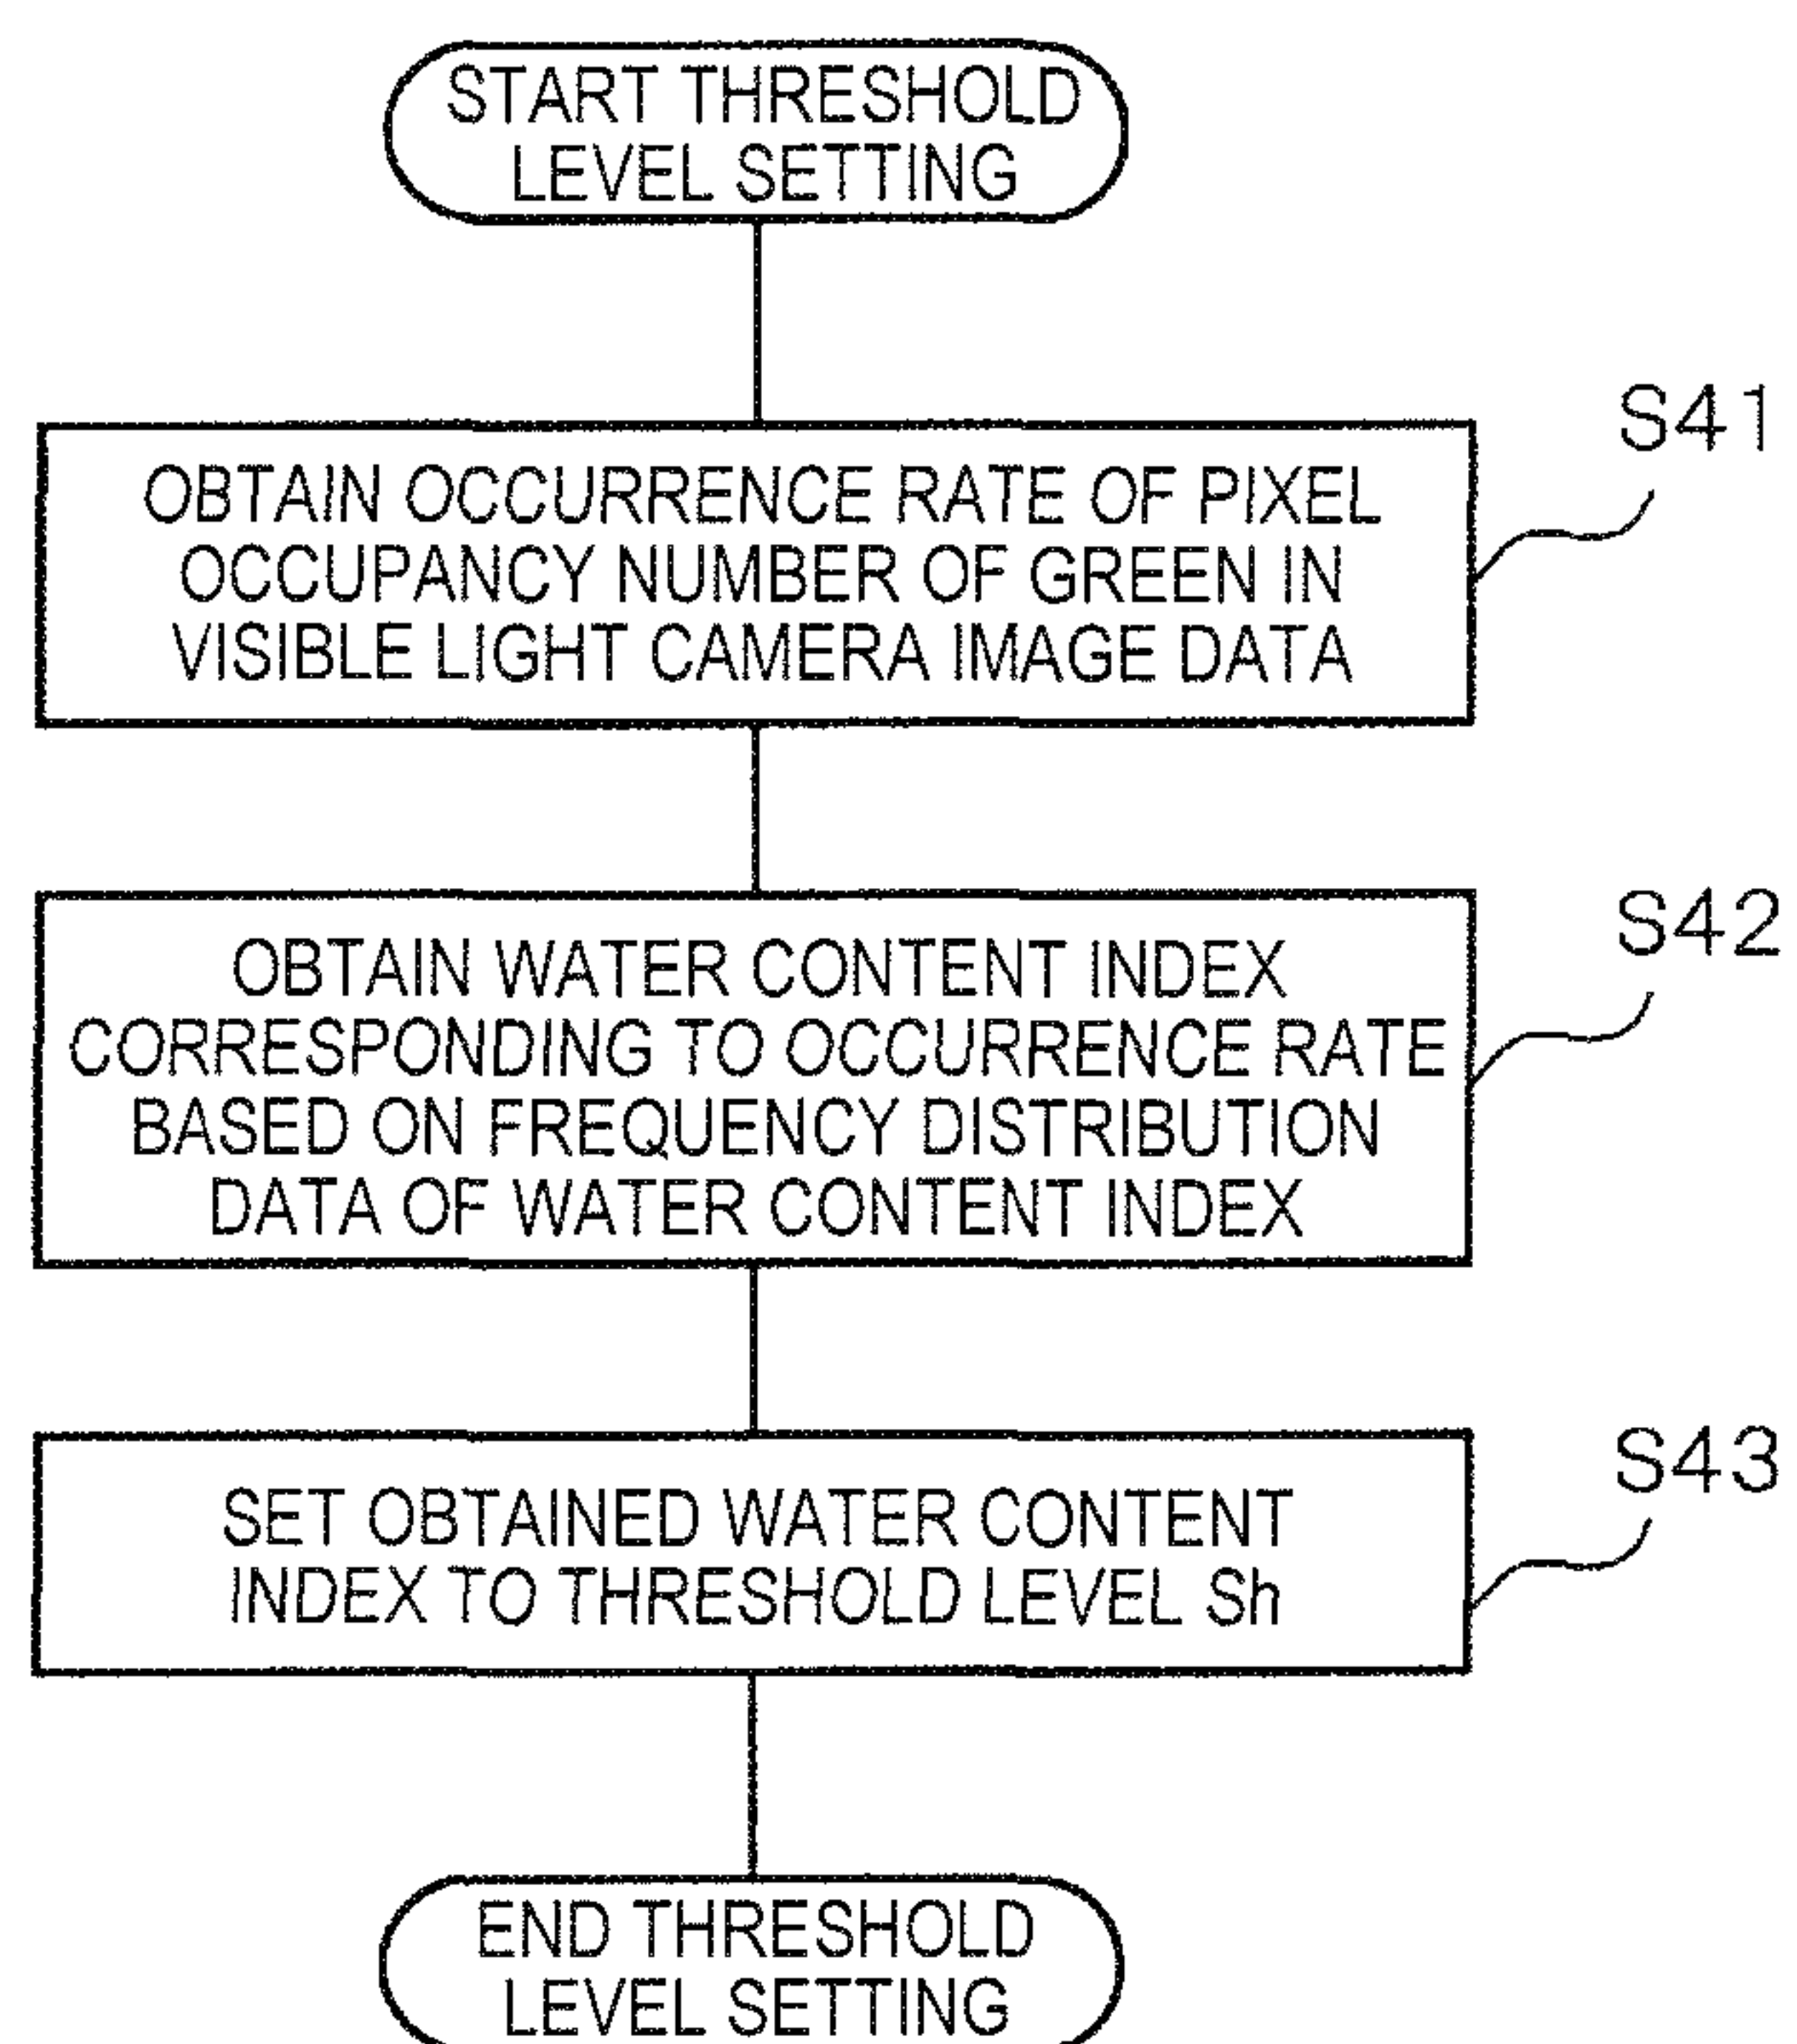 START THRESHOLD
LEVEL SETTING
S41
OBTAIN OCCURRENCE RATE OF PIXEL
OCCUPANCY NUMBER OF GREEN IN
VISIBLE LIGHT CAMERA IMAGE DATA
S42
OBTAIN WATER CONTENT INDEX
CORRESPONDING TO OCCURRENCE RATE
BASED ON FREQUENCY DISTRIBUTION
DATA OF WATER CONTENT INDEX
S43
SET OBTAINED WATER CONTENT
INDEX TO THRESHOLD LEVEL Sh
END THRESHOLD
LEVEL SETTING